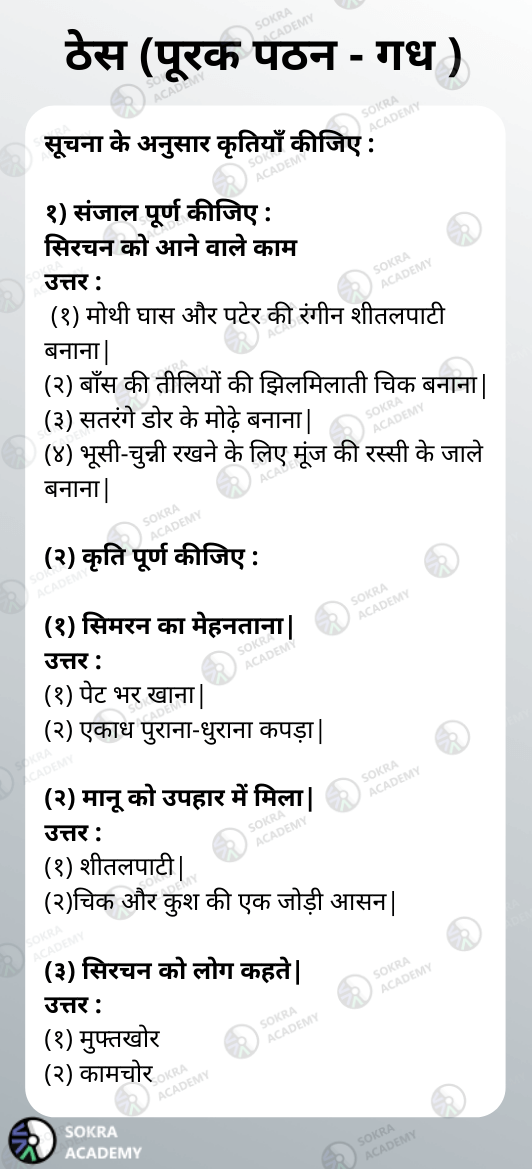 ठेस (पूरक पठन - गध )
सूचना के अनुसार कृतियाँ कीजिए :
१) संजाल पूर्ण कीजिए :
सिरचन को आने वाले काम
उत्तर :
(१) मोथी घास और पटेर की रंगीन शीतलपाटी
बनाना|
(२) बाँस की तीलियों की झिलमिलाती चिक बनाना|
(३) सतरंगे डोर के मोढ़े बनाना|
(४) भूसी-चुन्नी रखने के लिए मूंज की रस्सी के जाले
बनाना|
(२) कृति पूर्ण कीजिए :
(१) सिमरन का मेहनताना|
उत्तर :
(१) पेट भर खाना|
(२) एकाध पुराना-धुराना कपड़ा|
(२) मानू को उपहार में मिला|
उत्तर :
(१) शीतलपाटी|
(२)चिक और कुश की एक जोड़ी आसन|
(३) सिरचन को लोग कहते|
उत्तर :
(१) मुफ्तखोर
(२) कामचोर
SOKRA
ACADEMY